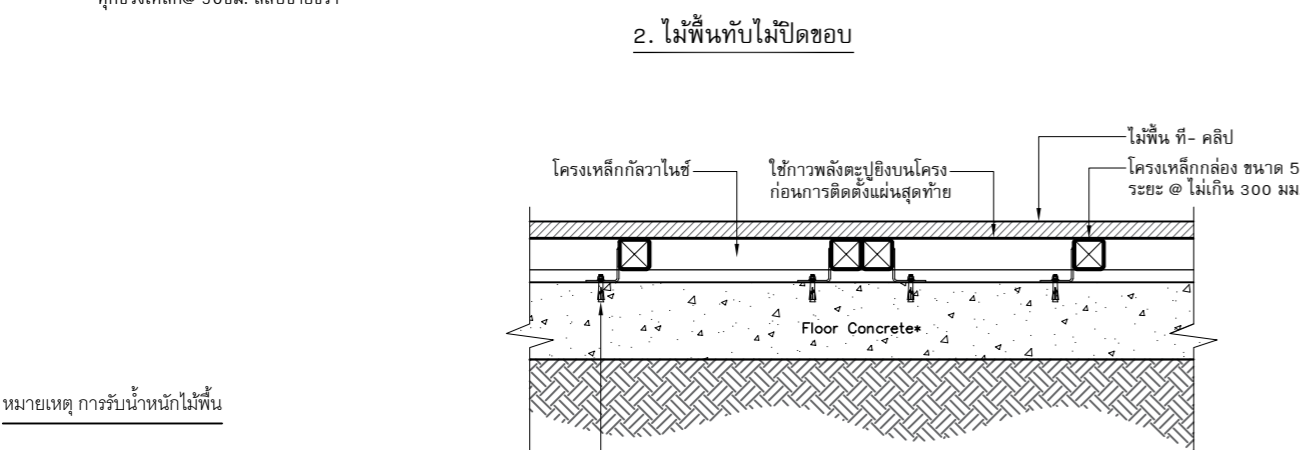 2. ไม้พื้นทับไม้ปิดขอบ
ไม้พื้น ที- คลิป
โครงเหล็กกัลวาไนซ์
ใช้กาวพลังตะปูยิงบนโครง
ก่อนการติดตั้งแผ่นสุดท้าย
โครงเหล็กกล่อง ขนาด 5
ระยะ @ ไม่เกิน 300 มม
Floor Concrete*
หมายเหตุ การรับน้ำหนักไม้พื้น